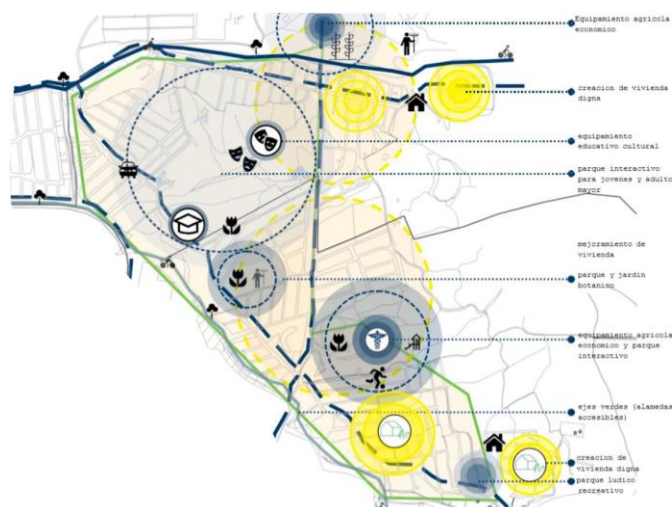 Equipamiento agricola
economico
creacion de vivienda
digna
equipamiento
educativo cultural
parque interactivo
para jovenes y adulto
mayor
mejoramiento de
vivienda
parque y jardin
botanico
equipamiento agricola
economico y parque
interactivo
ejes verdes (alamedas
accesibles)
creacion de
vivienda digna
parque ludico
recreativo